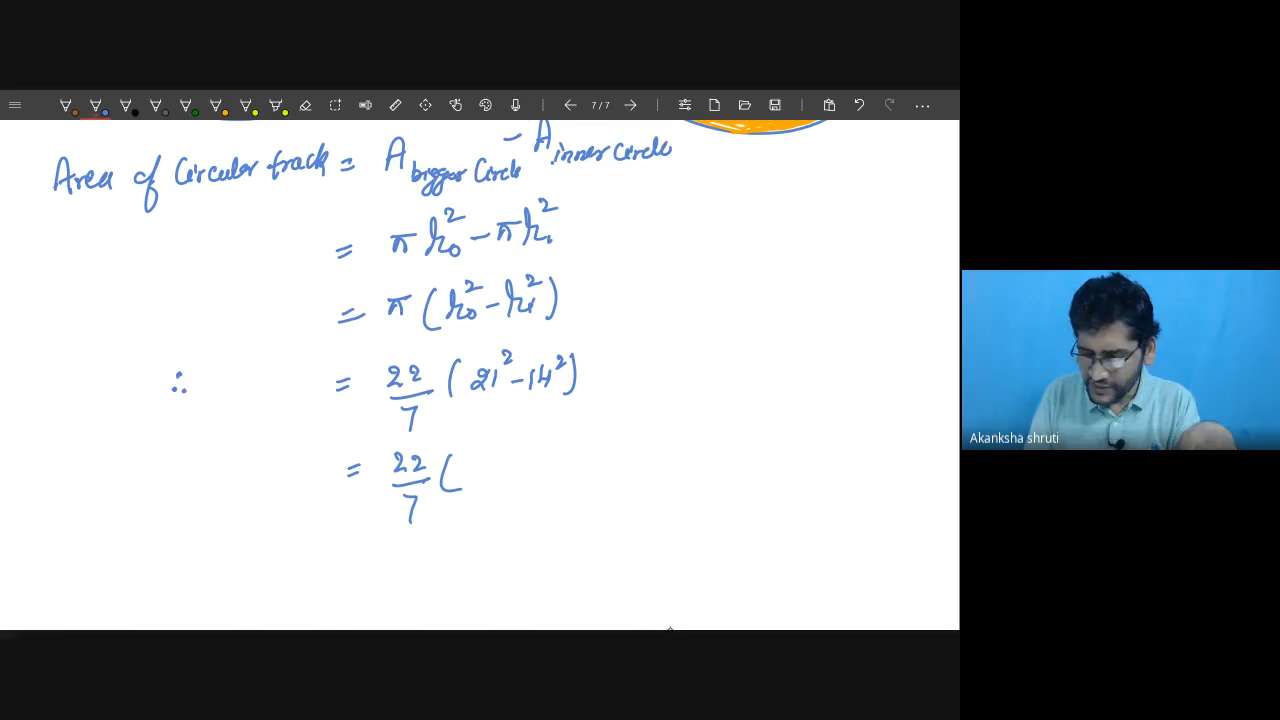 7/7
Area of Circular track = A bigger Circle - A inner Circle
= πr₀² - πrᵢ²
= π(r₀² - rᵢ²)
∴ = 22/7 (21² - 14²)
= 22/7 (
Akanksha shruti